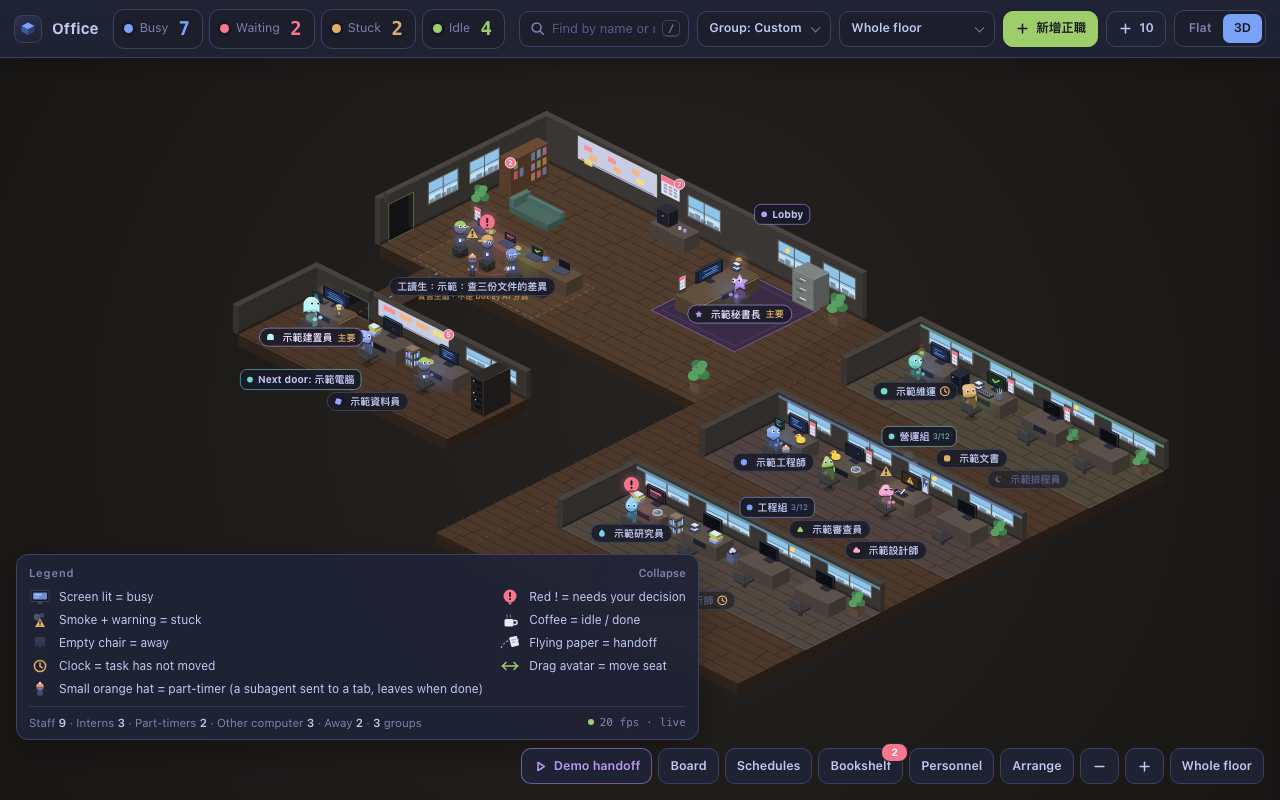 Office
Busy 7
Waiting 2
Stuck 2
Idle 4
Find by name or r
/
Group: Custom
Whole floor
+ 新增正職
+ 10
Flat
3D
2
7
Lobby
工讀生：示範：查三份文件的差異
示範秘書長 主要
示範建置員 主要
5
Next door: 示範電腦
示範資料員
示範維運
營運組 3/12
示範文書
示範排程員
示範工程師
工程組 3/12
示範審查員
示範設計師
示範研究員
Legend
Collapse
Screen lit = busy
Red ! = needs your decision
Smoke + warning = stuck
Coffee = idle / done
Empty chair = away
Flying paper = handoff
Clock = task has not moved
Drag avatar = move seat
Small orange hat = part-timer (a subagent sent to a tab, leaves when done)
Staff 9 · Interns 3 · Part-timers 2 · Other computer 3 · Away 2 · 3 groups
20 fps · live
Demo handoff
Board
Schedules
Bookshelf
2
Personnel
Arrange
−
+
Whole floor